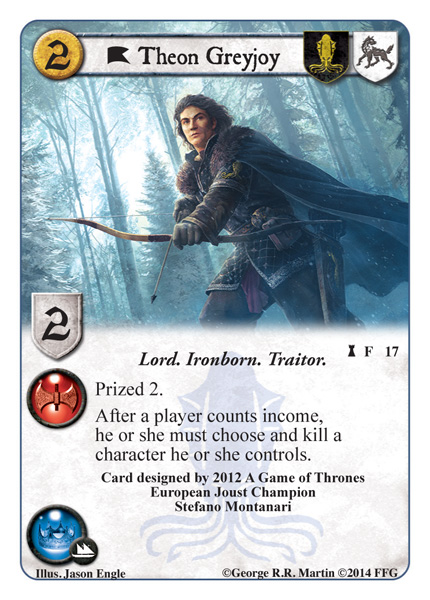 2 Theon Greyjoy
2
Lord. Ironborn. Traitor.
F 17
Prized 2.
After a player counts income,
he or she must choose and kill a
character he or she controls.
Card designed by 2012 A Game of Thrones
European Joust Champion
Stefano Montanari
Illus. Jason Engle ©George R.R. Martin ©2014 FFG